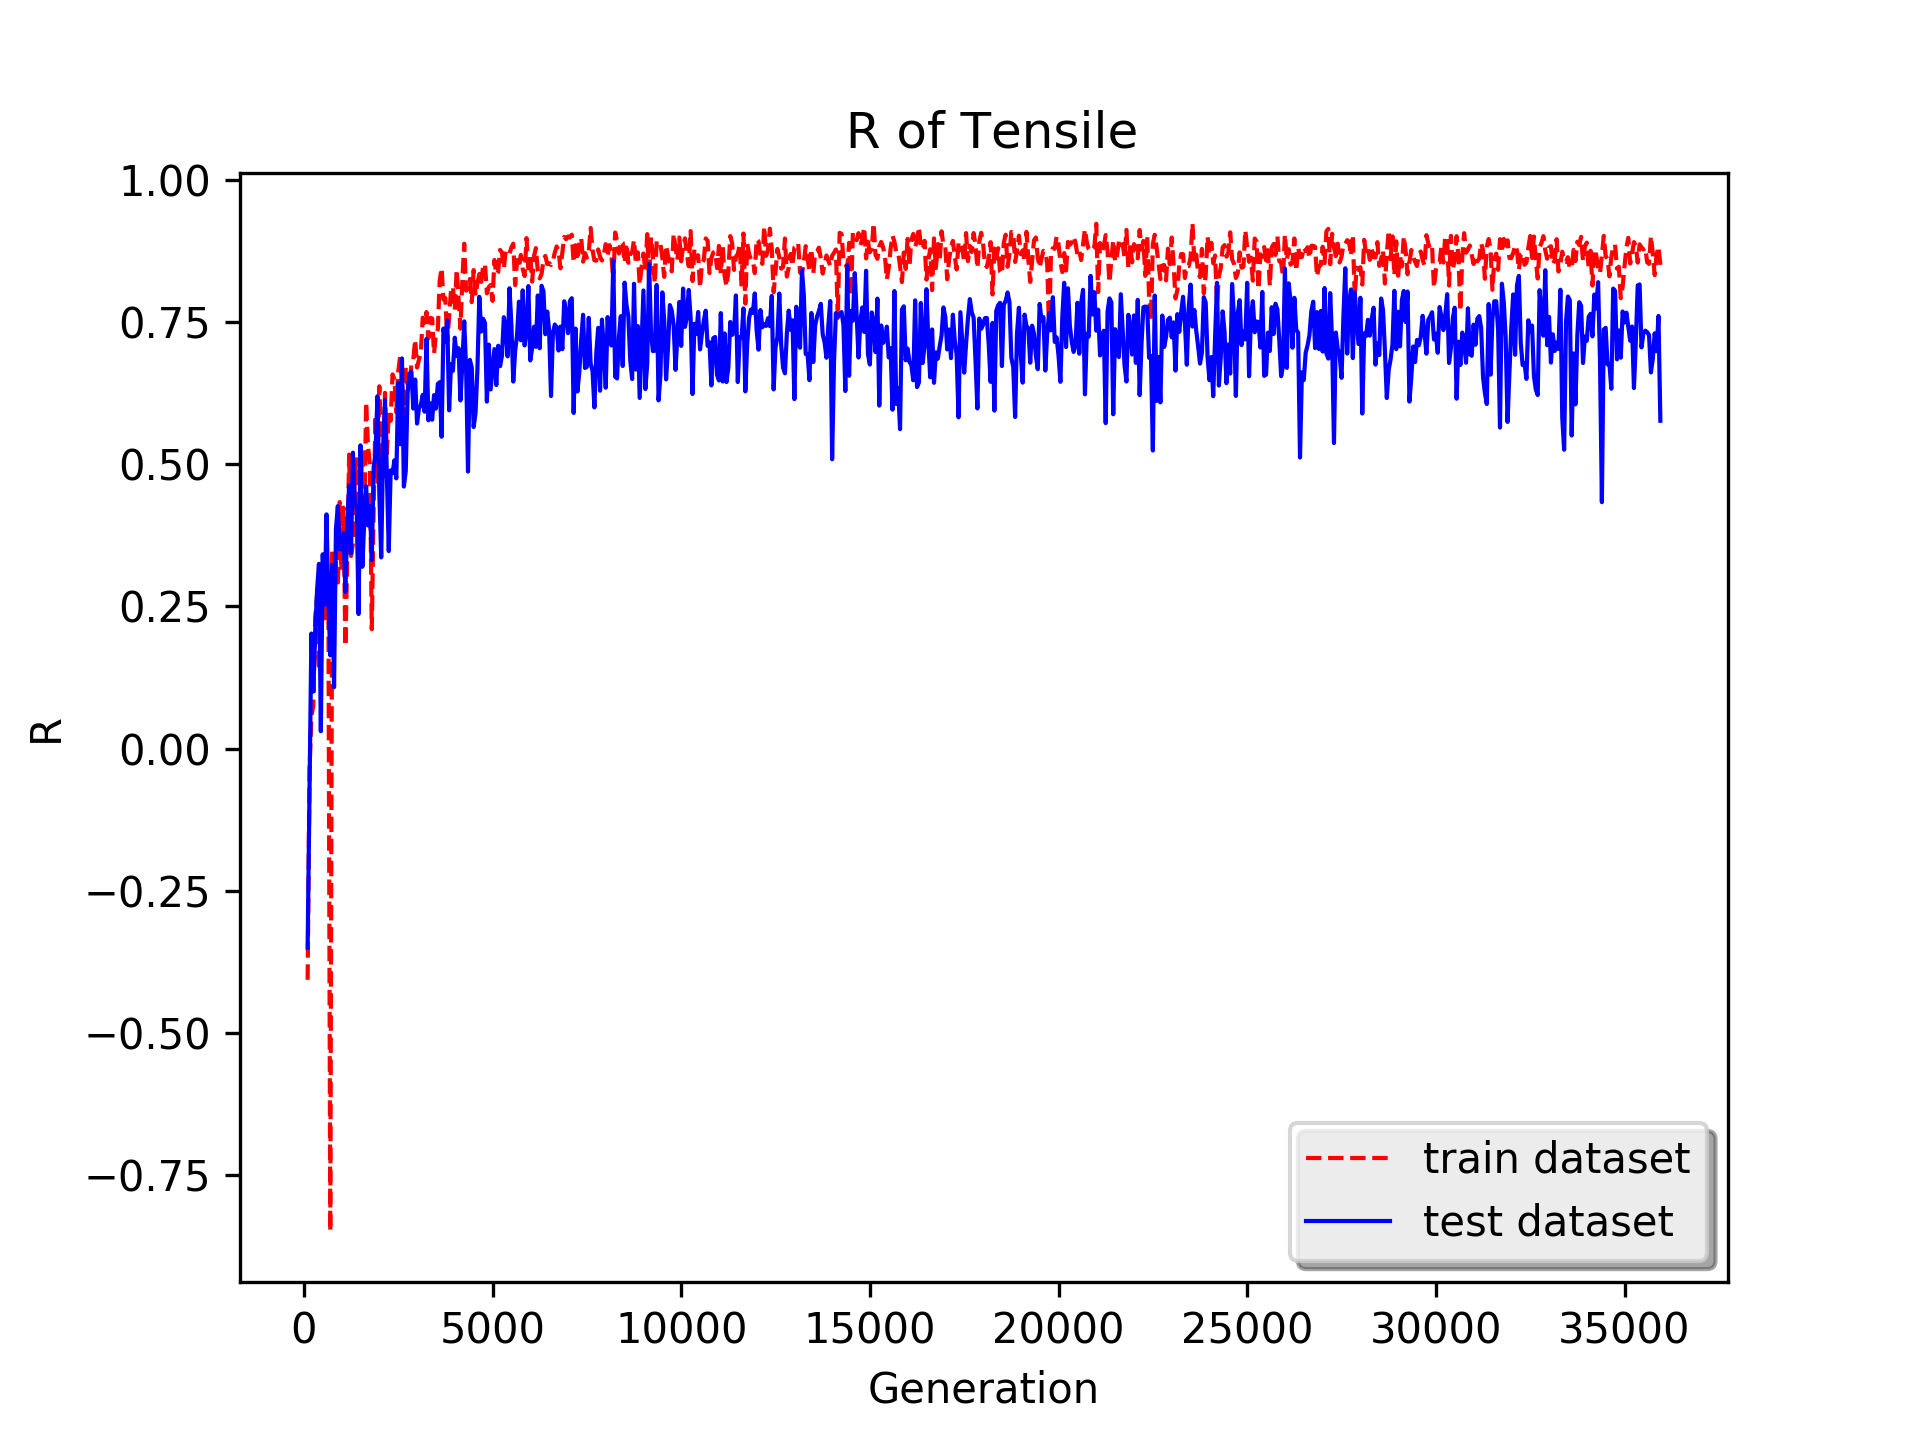 R of Tensile
1.00
0.75
0.50
0.25
0.00
−0.25
−0.50
−0.75
R
0 5000 10000 15000 20000 25000 30000 35000
Generation
train dataset
test dataset